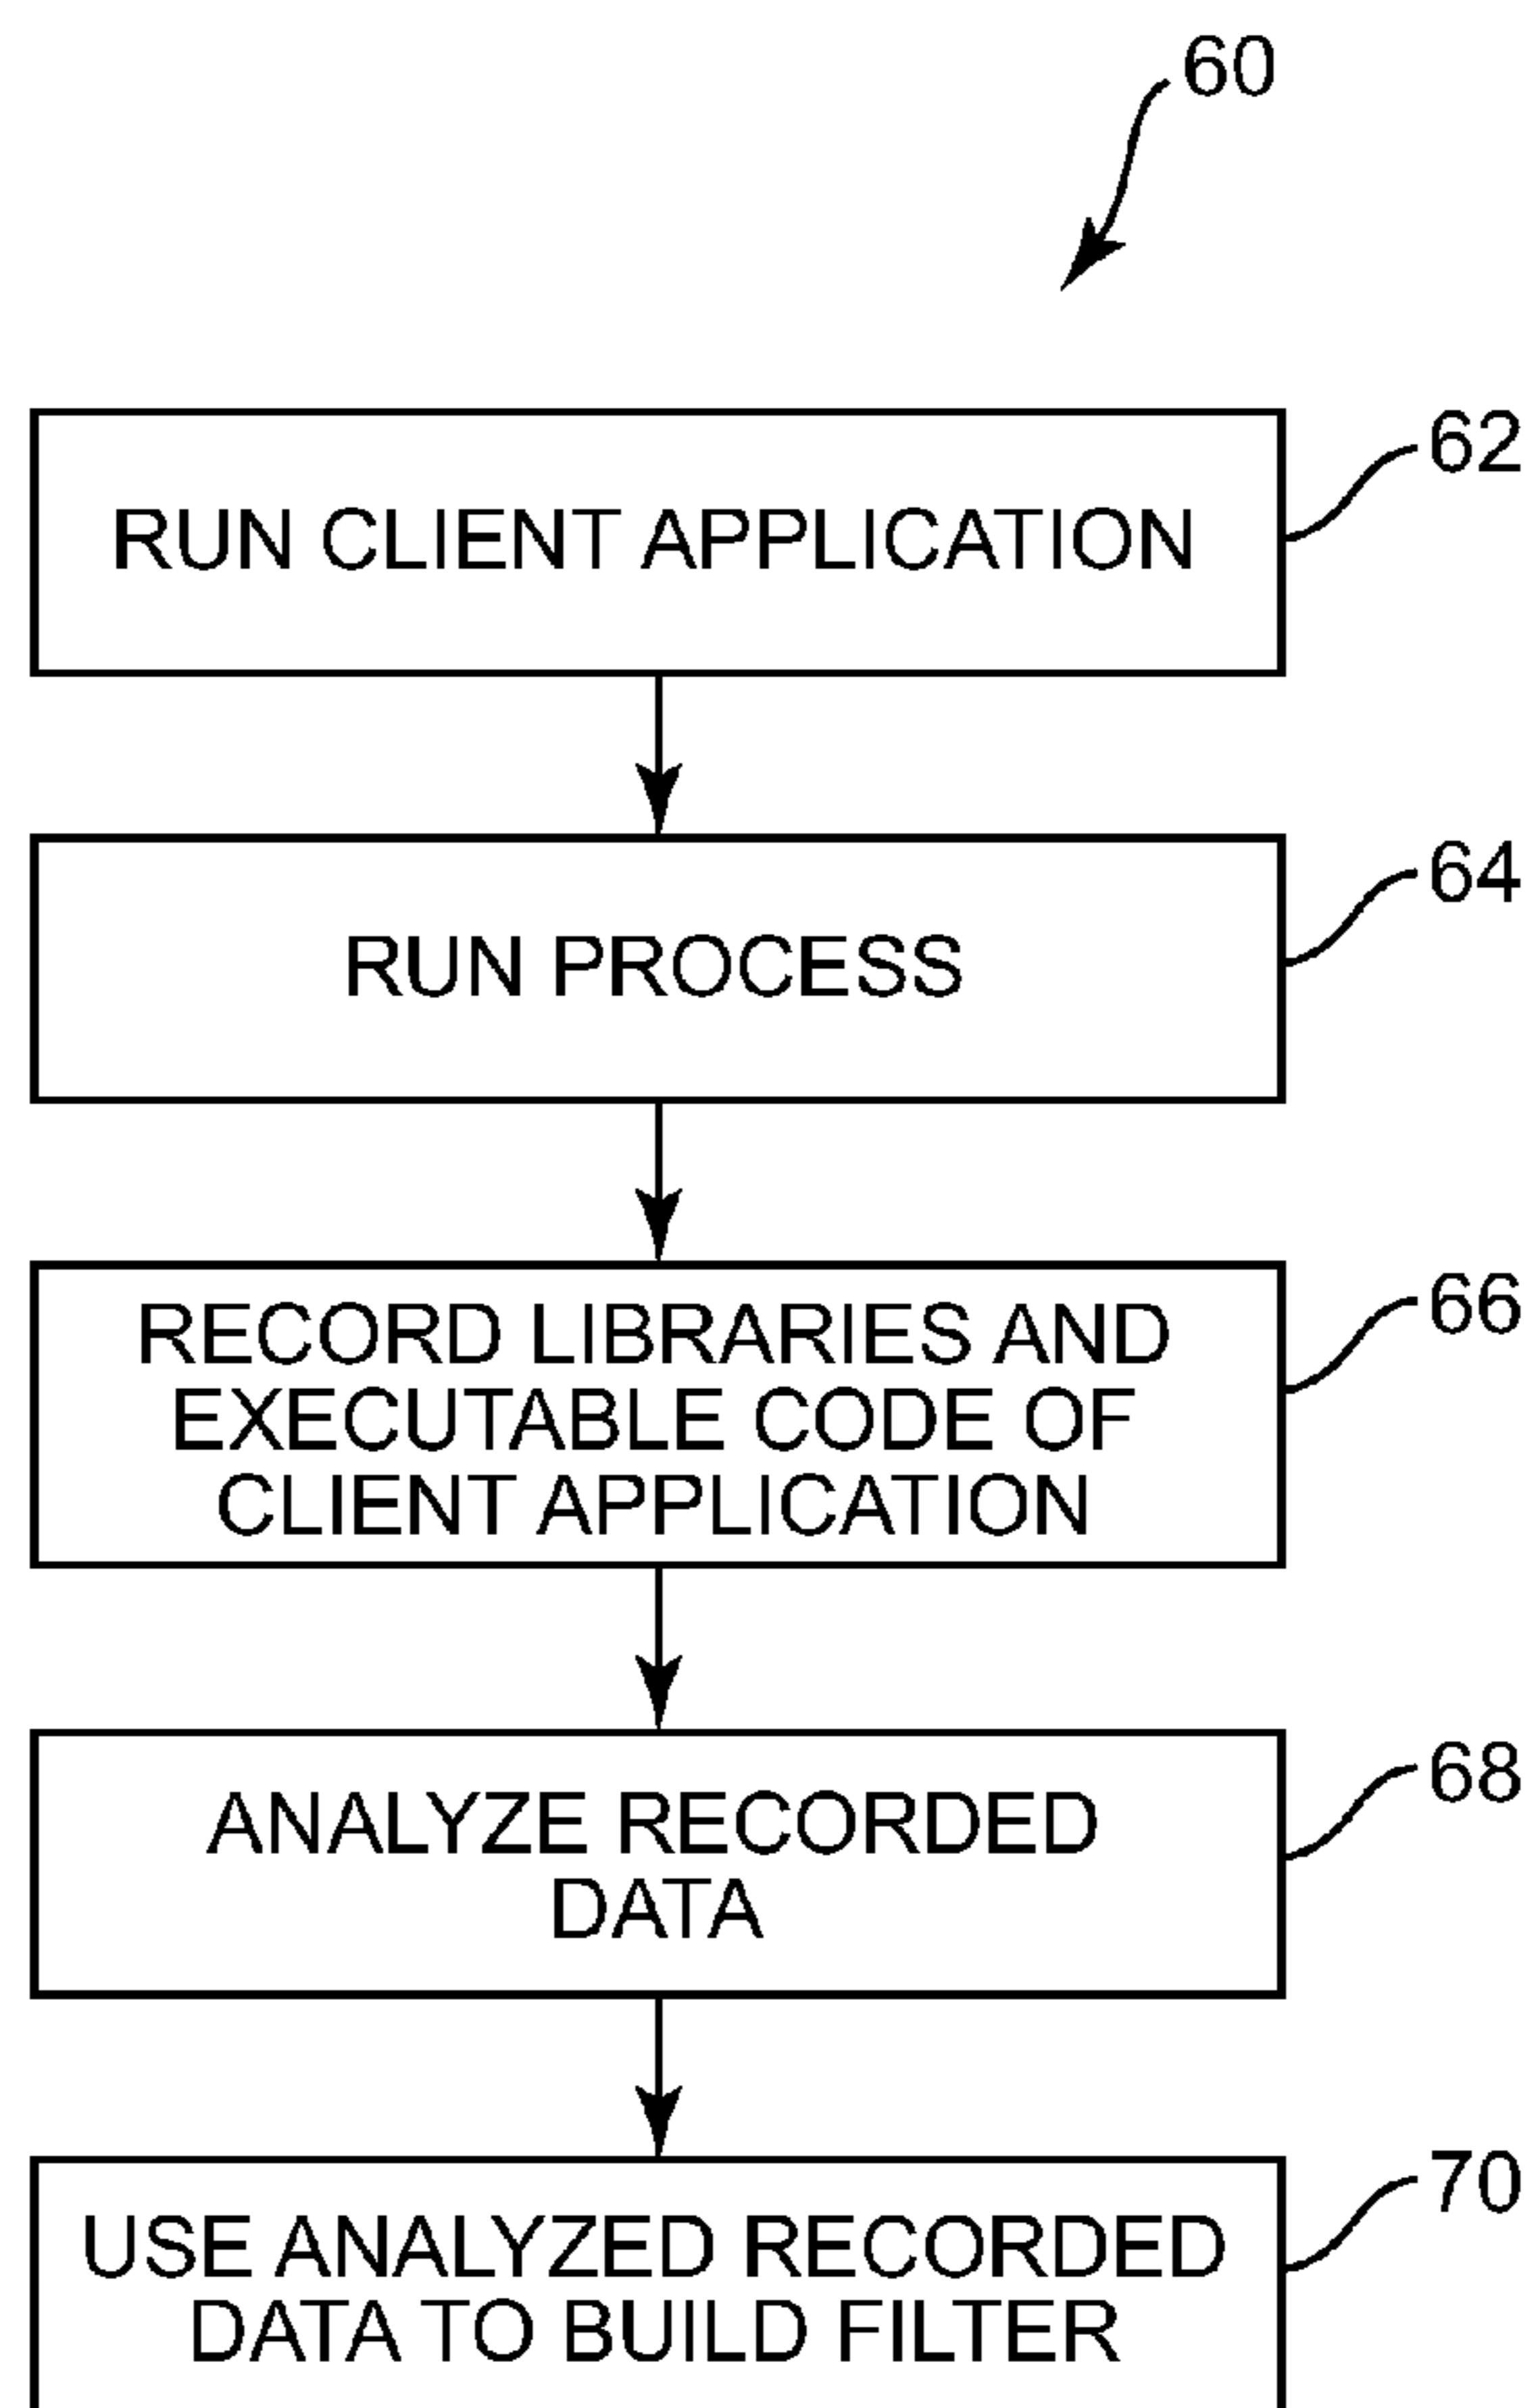 60
62
RUN CLIENT APPLICATION
64
RUN PROCESS
66
RECORD LIBRARIES AND
EXECUTABLE CODE OF
CLIENT APPLICATION
68
ANALYZE RECORDED
DATA
70
USE ANALYZED RECORDED
DATA TO BUILD FILTER